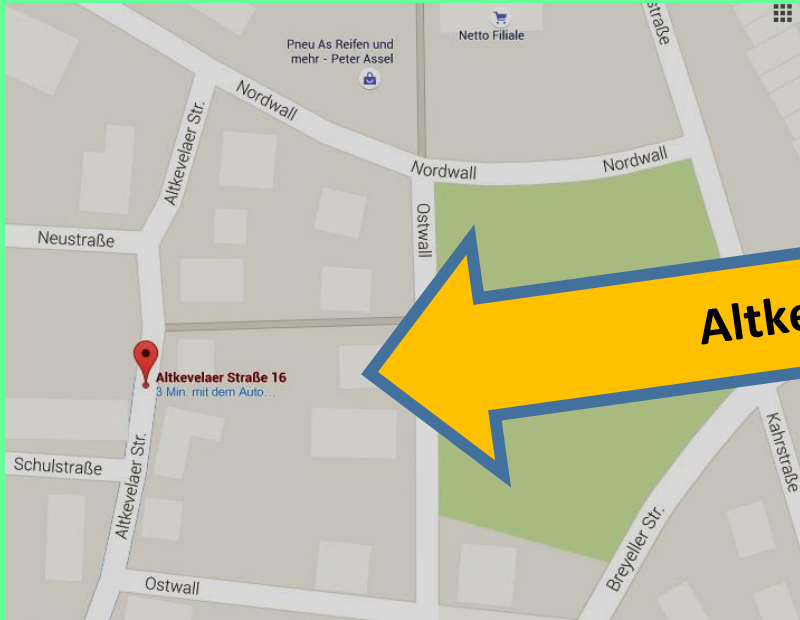 straße
Pneu As Reifen und
mehr - Peter Assel
Netto Filiale
Nordwall
Altkevelaer Str.
Nordwall
Nordwall
Ostwall
Neustraße
Altke
Altkevelaer Straße 16
3 Min. mit dem Auto...
Kahrstraße
Schulstraße
Altkevelaer Str.
Breyeller Str.
Ostwall